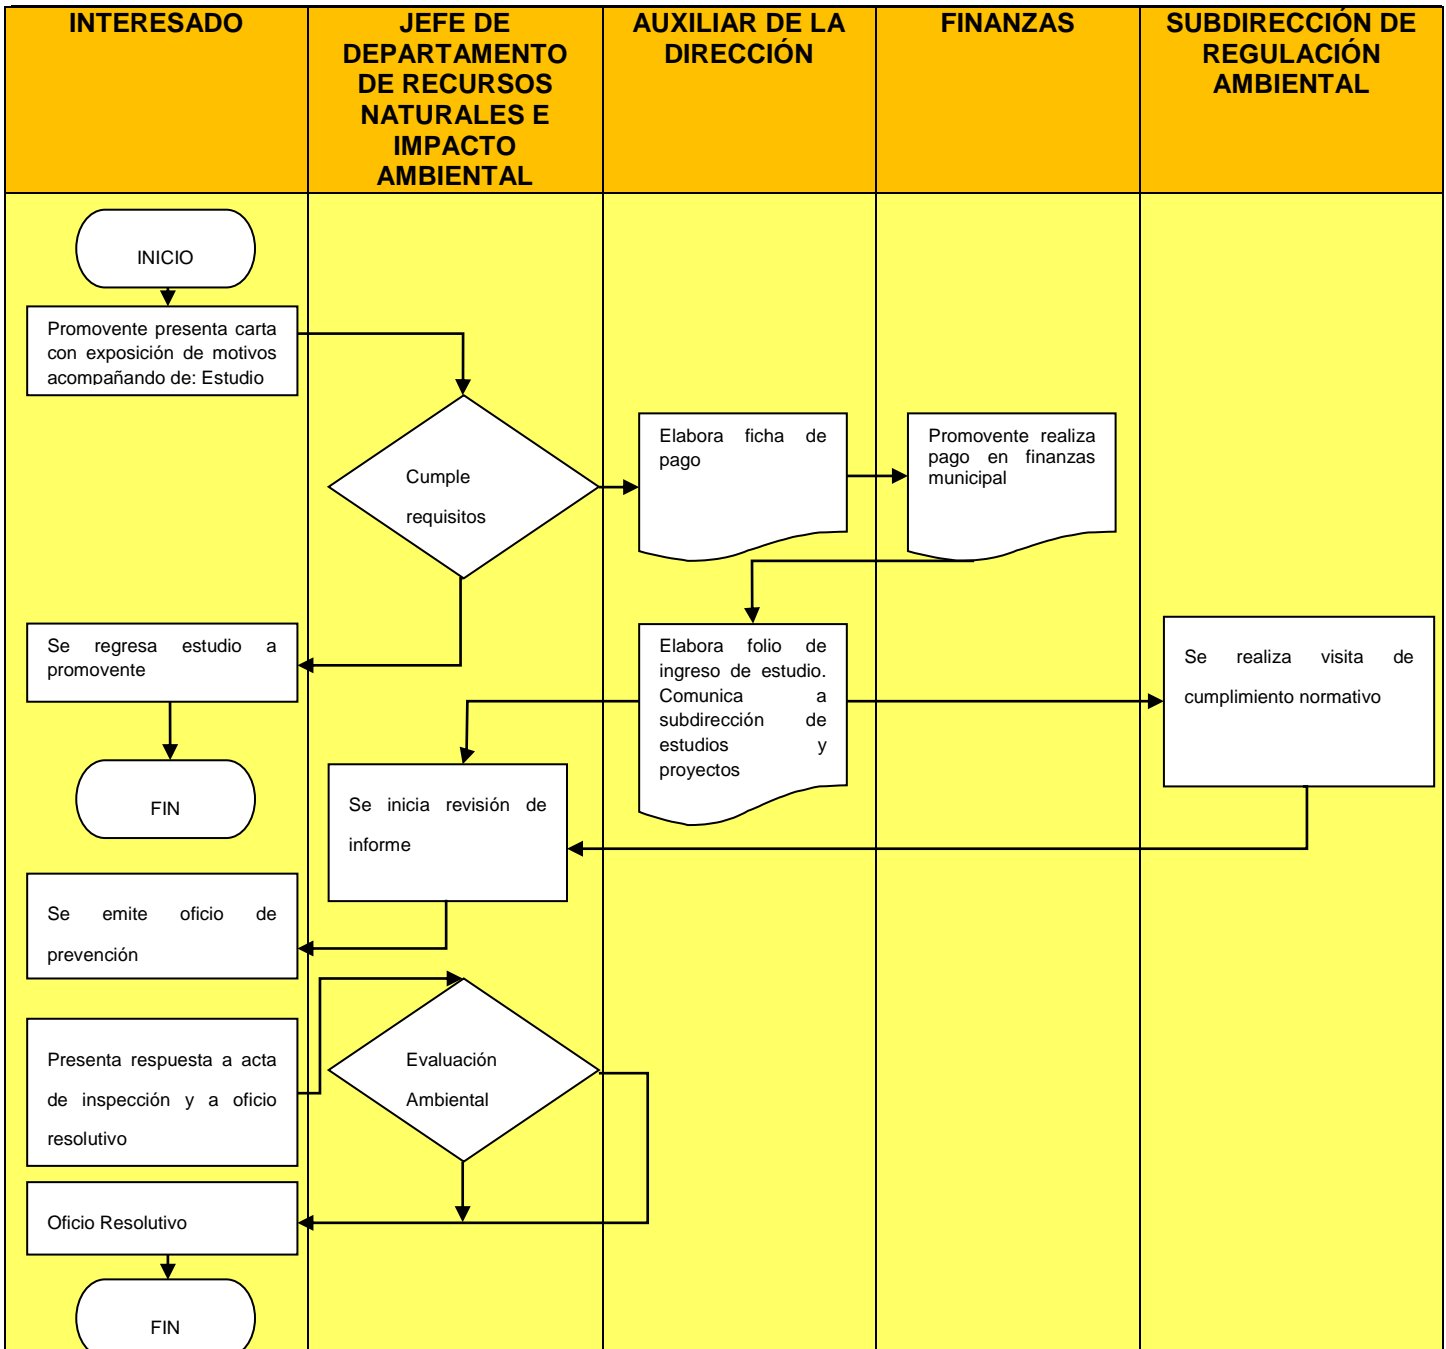 INTERESADO
JEFE DE
DEPARTAMENTO
DE RECURSOS
NATURALES E
IMPACTO
AMBIENTAL
AUXILIAR DE LA
DIRECCIÓN
FINANZAS
SUBDIRECCIÓN DE
REGULACIÓN
AMBIENTAL
INICIO
Promovente presenta carta
con exposición de motivos
acompañando de: Estudio
Cumple
requisitos
Elabora ficha de
pago
Promovente realiza
pago en finanzas
municipal
Se regresa estudio a
promovente
FIN
Elabora folio de
ingreso de estudio.
Comunica a
subdirección de
estudios y
proyectos
Se realiza visita de
cumplimiento normativo
Se inicia revisión de
informe
Se emite oficio de
prevención
Presenta respuesta a acta
de inspección y a oficio
resolutivo
Evaluación
Ambiental
Oficio Resolutivo
FIN